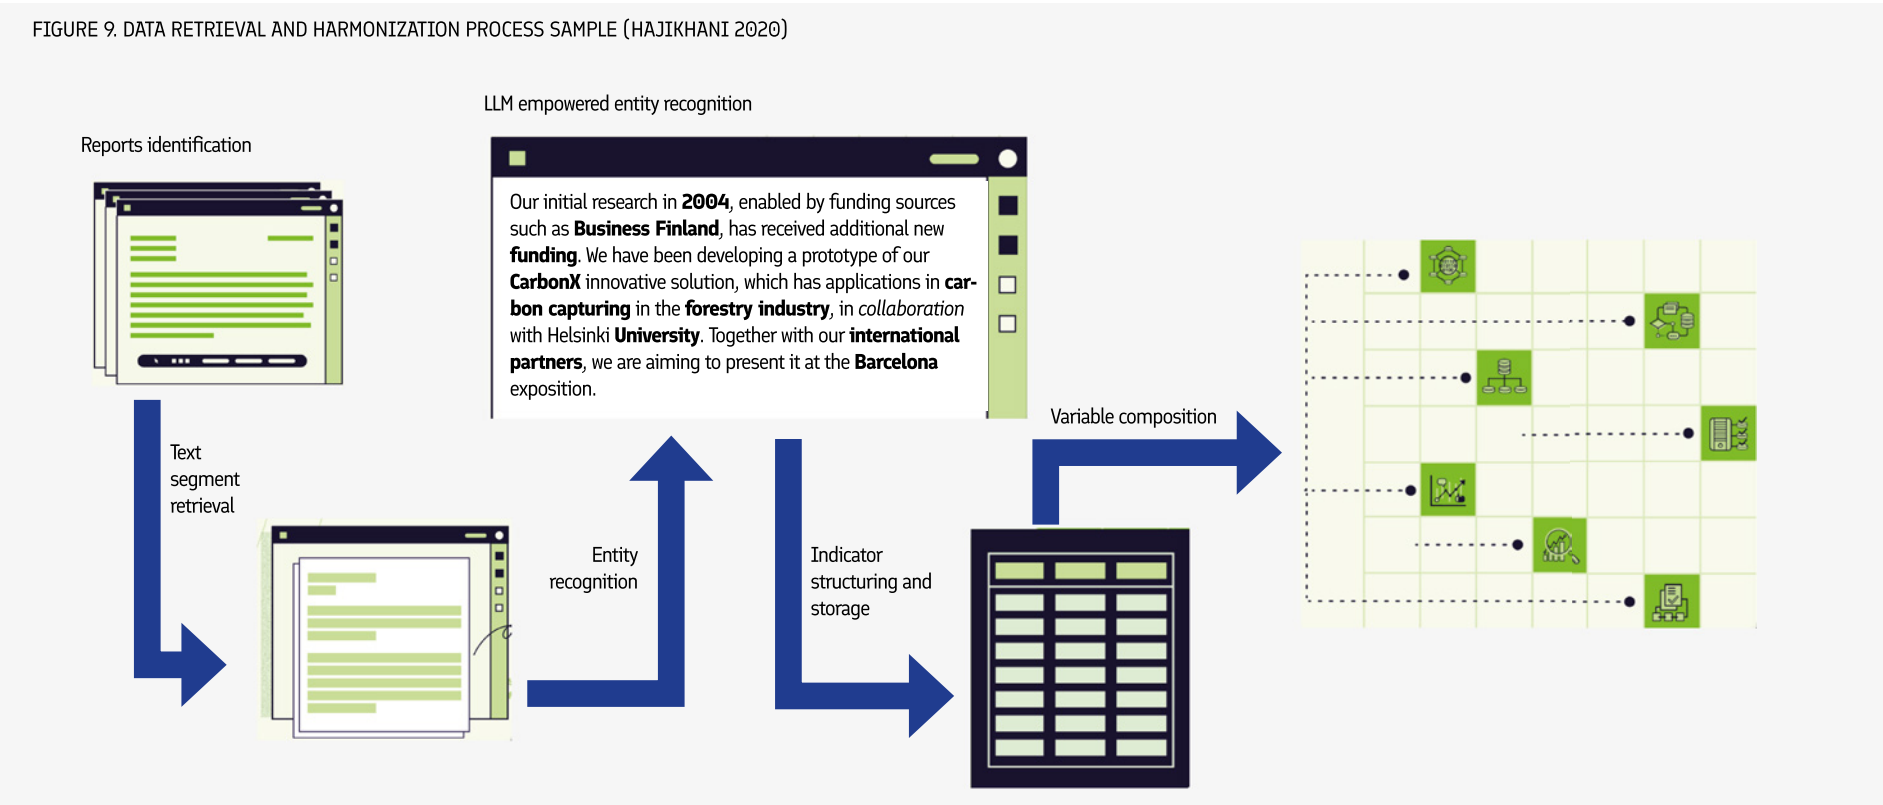 FIGURE 9. DATA RETRIEVAL AND HARMONIZATION PROCESS SAMPLE (HAJIKHANI 2020)
Reports identification
Text
segment
retrieval
LLM empowered entity recognition
Our initial research in 2004, enabled by funding sources
such as Business Finland, has received additional new
funding. We have been developing a prototype of our
CarbonX innovative solution, which has applications in car-
bon capturing in the forestry industry, in collaboration
with Helsinki University. Together with our international
partners, we are aiming to present it at the Barcelona
exposition.
Entity
recognition
Indicator
structuring and
storage
Variable composition